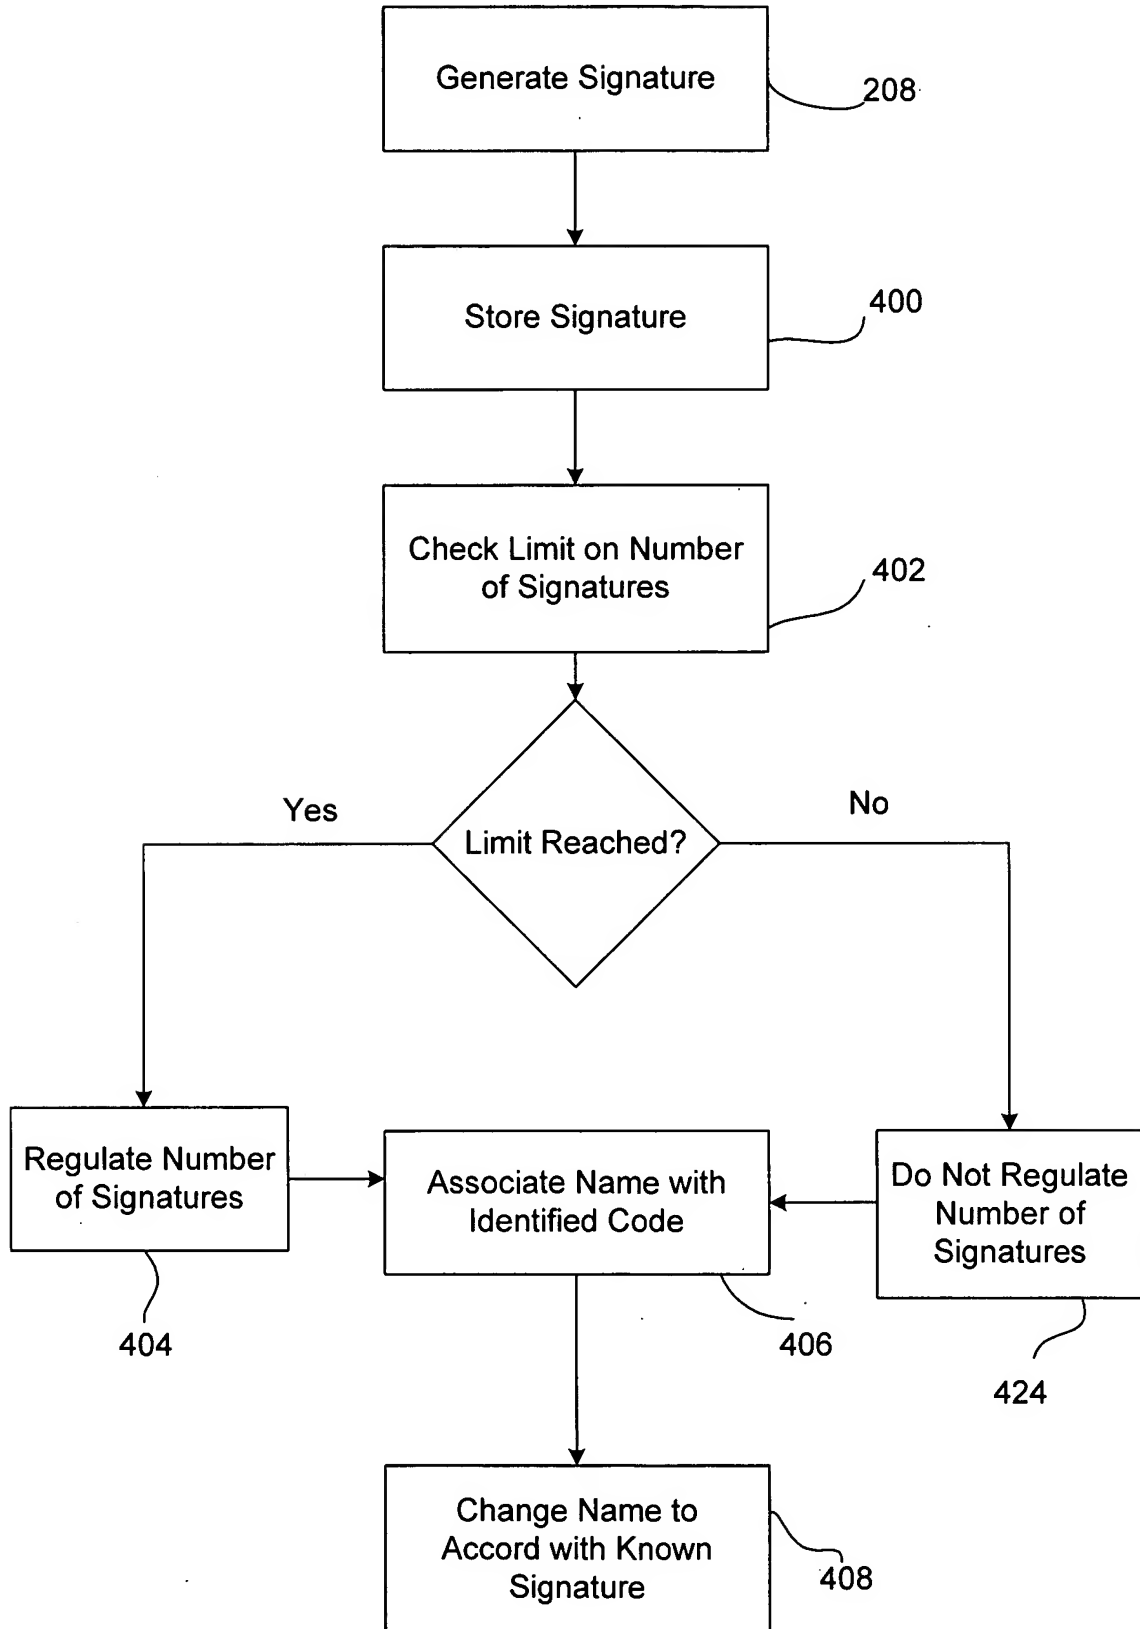 Generate Signature
208
Store Signature
400
Check Limit on Number
of Signatures
402
Yes
No
Limit Reached?
Regulate Number
of Signatures
Associate Name with
Identified Code
Do Not Regulate
Number of
Signatures
404
406
424
Change Name to
Accord with Known
Signature
408